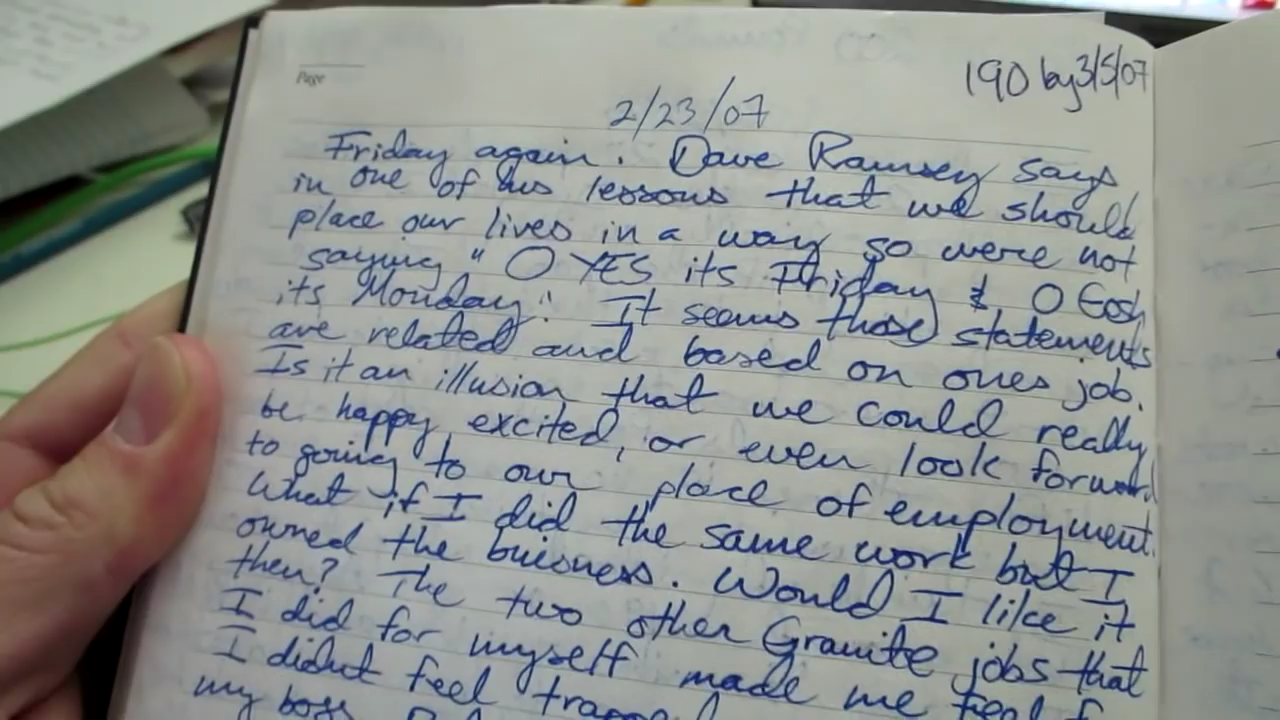 Page
190 by 3/5/07
2/23/07
Friday again. Dave Ramsey says
in one of his lessons that we should
place our lives in a way so were not
saying " O YES its Friday & O Gosh
its Monday". It seems those statements
are related and based on ones job.
Is it an illusion that we could really
be happy excited, or even look forward
to going to our place of employment.
What if I did the same work but I
owned the buisness. Would I like it
then? The two other Granite jobs that
I did for myself made me feel
I didnt feel
my boss.